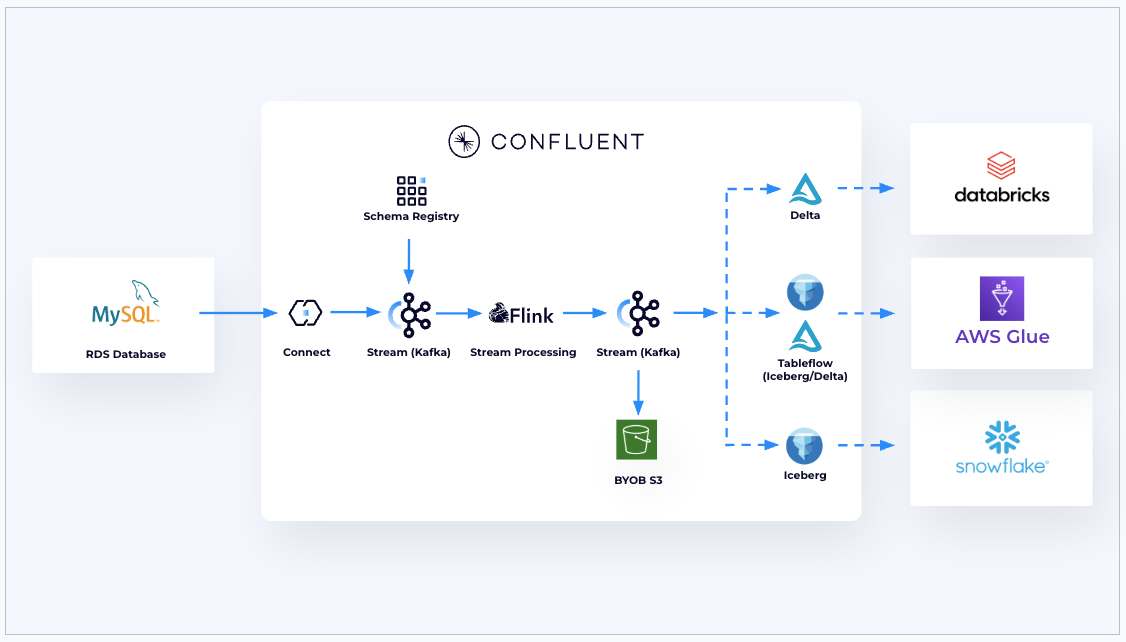 CONFLUENT
Schema Registry
MySQL™
RDS Database
Connect
Stream (Kafka)
Flink
Stream Processing
Stream (Kafka)
BYOB S3
Delta
Tableflow
(Iceberg/Delta)
Iceberg
databricks
AWS Glue
snowflake®